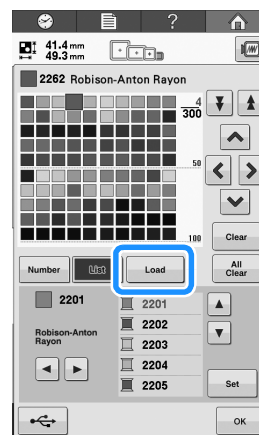 ?
41.4 mm
49.3 mm
2262 Robison-Anton Rayon
4
300
50
100
Clear
Number
List
Load
All
Clear
2201
2201
2202
Robison-Anton
Rayon
2203
2204
2205
Set
OK